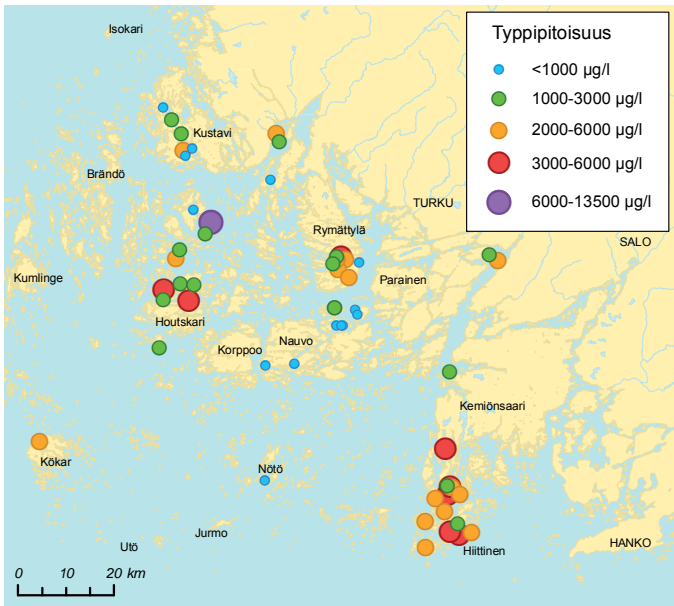 Isokari
Typpipitoisuus
<1000 µg/l
1000-3000 µg/l
2000-6000 µg/l
3000-6000 µg/l
6000-13500 µg/l
Kustavi
Brändö
TURKU
Rymättylä
SALO
Kumlinge
Parainen
Houtskari
Nauvo
Korppoo
Kemiönsaari
Kökar
Nötö
Jurmo
Utö
Hiittinen
HANKO
0 10 20 km